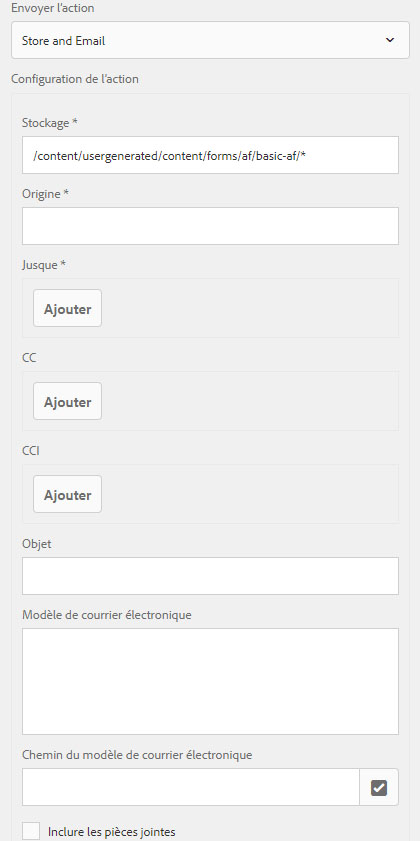 Envoyer l'action
Store and Email
Configuration de l'action
Stockage *
/content/usergenerated/content/forms/af/basic-af/*
Origine *
Jusque *
Ajouter
CC
Ajouter
CCI
Ajouter
Objet
Modèle de courrier électronique
Chemin du modèle de courrier électronique
Inclure les pièces jointes